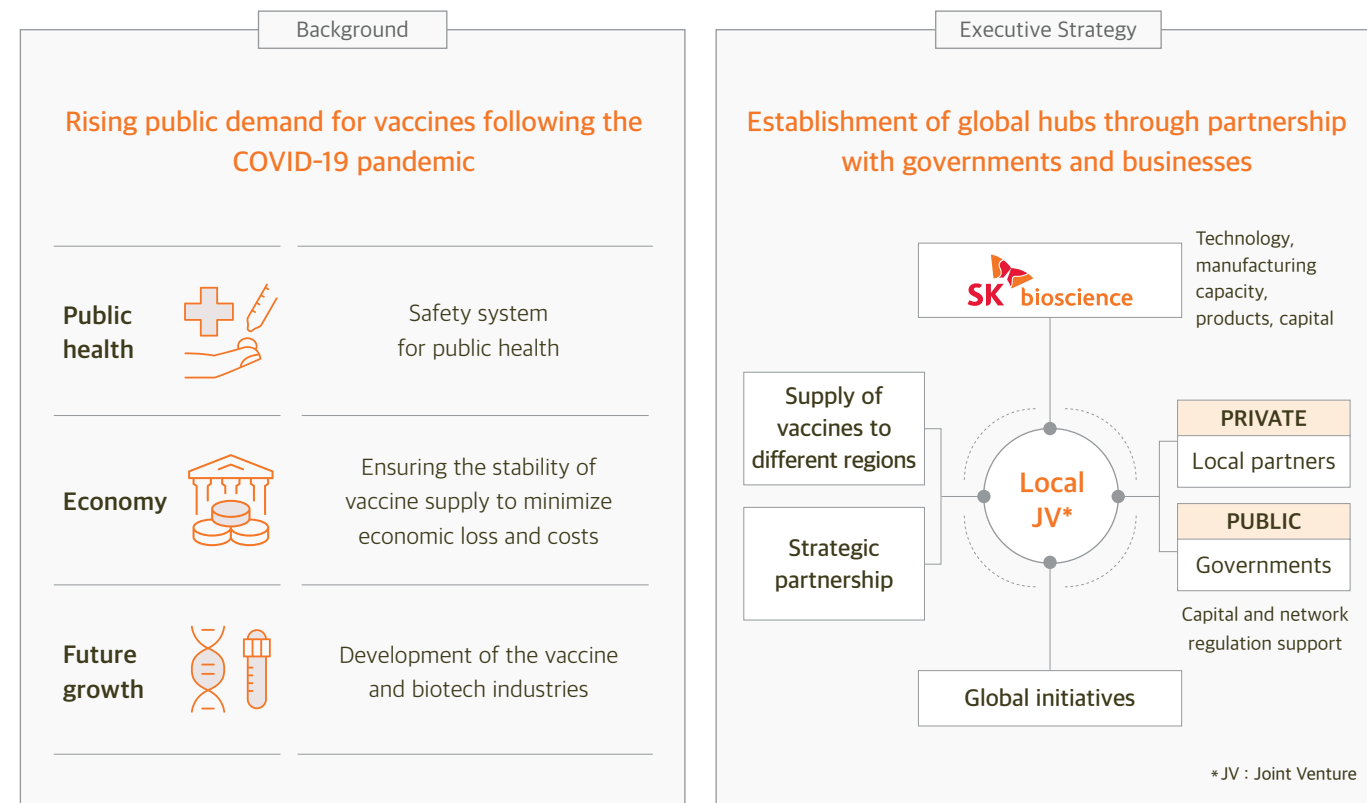 Background
Rising public demand for vaccines following the
COVID-19 pandemic
Public
health
Safety system
for public health
Economy
Ensuring the stability of
vaccine supply to minimize
economic loss and costs
Future
growth
Development of the vaccine
and biotech industries
Executive Strategy
Establishment of global hubs through partnership
with governments and businesses
SK bioscience
Technology,
manufacturing
capacity,
products, capital
Supply of
vaccines to
different regions
Strategic
partnership
Local
JV*
PRIVATE
Local partners
PUBLIC
Governments
Capital and network
regulation support
Global initiatives
* JV : Joint Venture